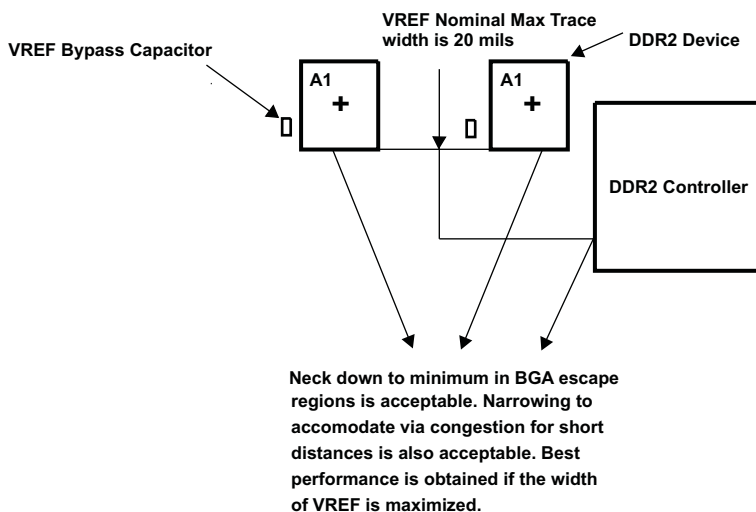 VREF Bypass Capacitor
VREF Nominal Max Trace
width is 20 mils
DDR2 Device
A1
A1
DDR2 Controller
Neck down to minimum in BGA escape
regions is acceptable. Narrowing to
accomodate via congestion for short
distances is also acceptable. Best
performance is obtained if the width
of VREF is maximized.